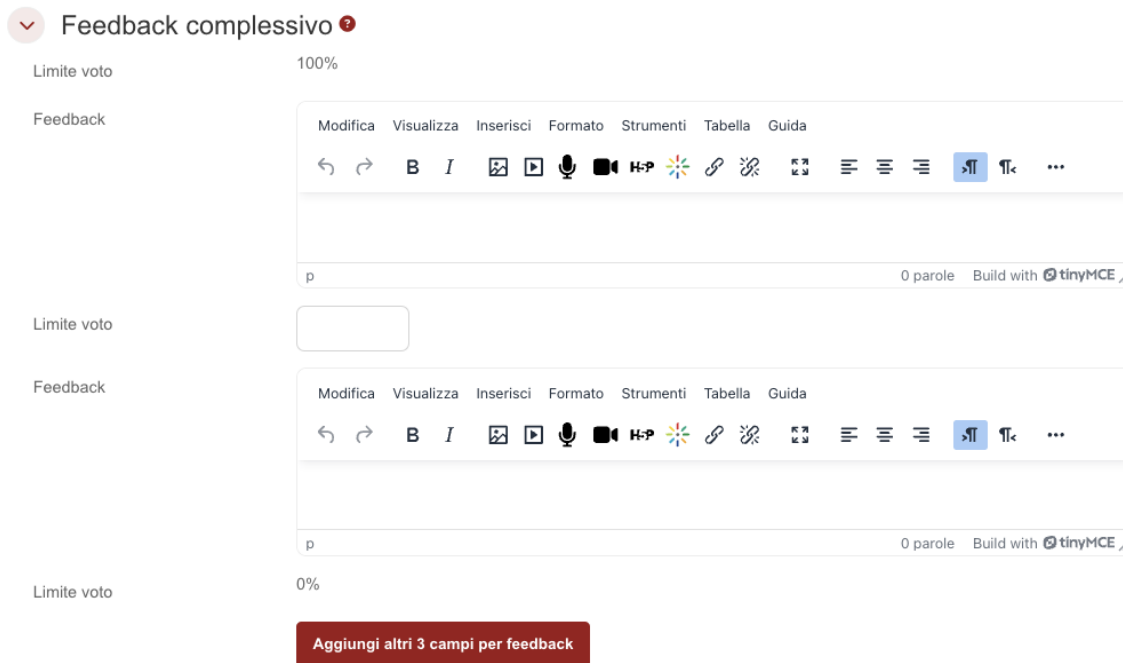 Feedback complessivo ?
Limite voto 100%
Feedback
Modifica Visualizza Inserisci Formato Strumenti Tabella Guida
B I H5P
p 0 parole Build with tinyMCE
Limite voto
Feedback
Modifica Visualizza Inserisci Formato Strumenti Tabella Guida
B I H5P
p 0 parole Build with tinyMCE
Limite voto 0%
Aggiungi altri 3 campi per feedback